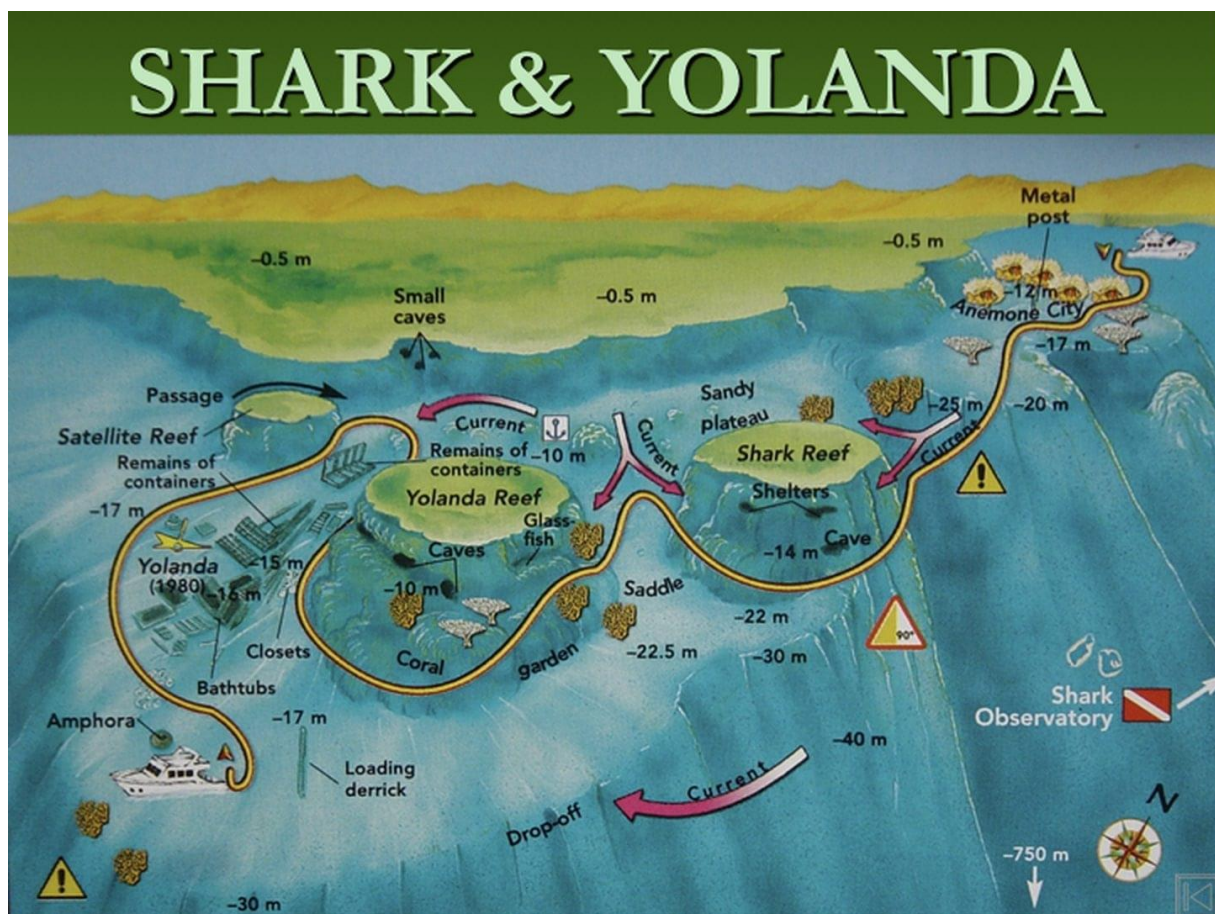 SHARK & YOLANDA
Metal
post
–0.5 m
–0.5 m
–0.5 m
Small
caves
–12 m
Anemone City
–17 m
Passage
Sandy
plateau
–25 m
–20 m
Current
Current
Current
Satellite Reef
Remains of
containers
Remains of
containers
–10 m
Shark Reef
Yolanda Reef
Shelters
–17 m
Glass-
fish
Caves
–14 m
Cave
Yolanda
(1980)
–15 m
–16 m
–10 m
Saddle
–22 m
Closets
Coral
garden
–22.5 m
–30 m
90°
Bathtubs
Shark
Observatory
Amphora
–17 m
–40 m
Loading
derrick
Current
Drop-off
N
–750 m
–30 m